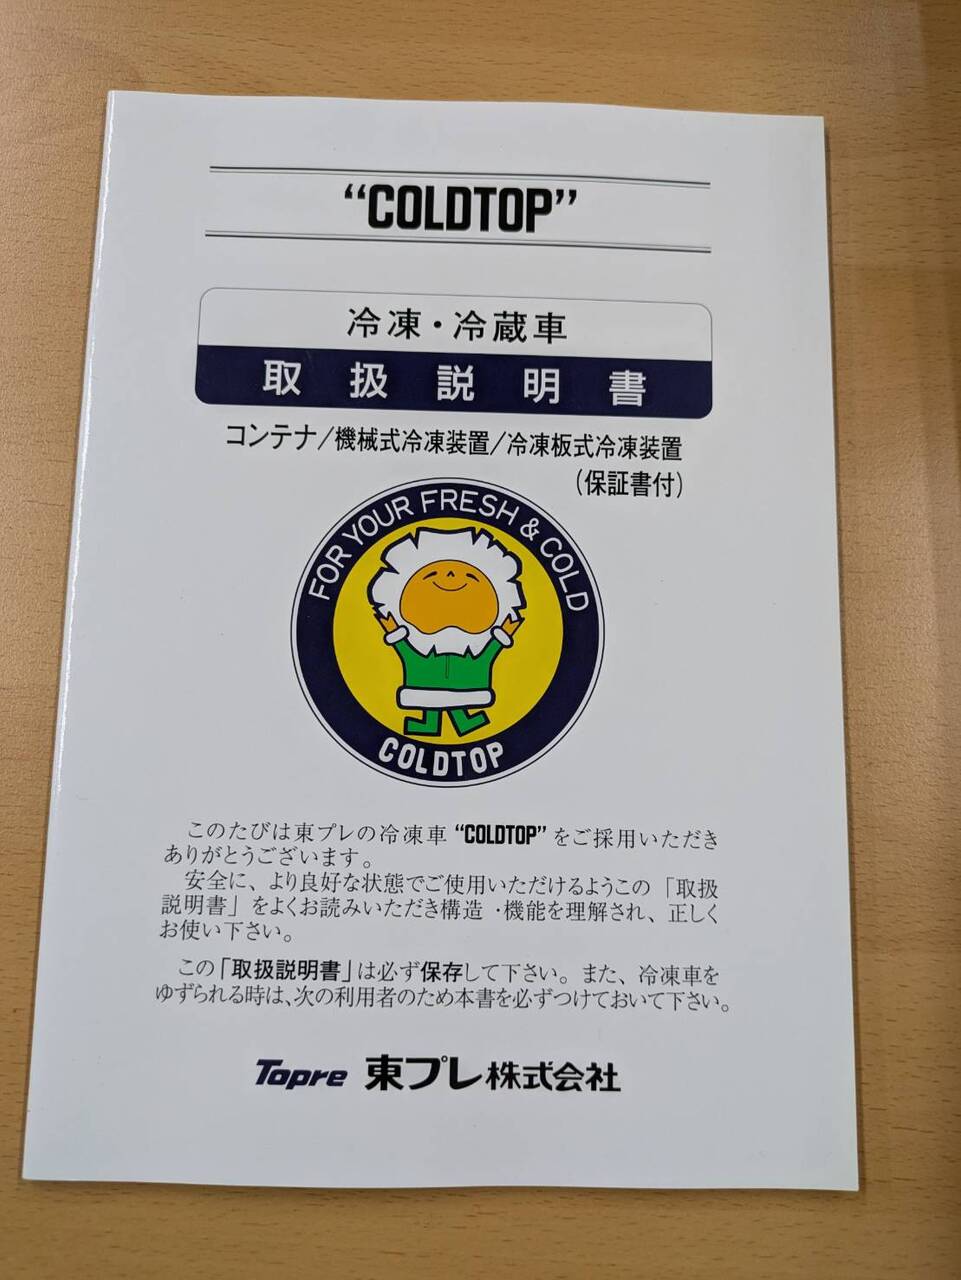 “COLDTOP”
冷凍・冷蔵車
取扱説明書
コンテナ/機械式冷凍装置/冷凍板式冷凍装置
(保証書付)
FOR YOUR FRESH & COLD
COLDTOP
このたびは東プレの冷凍車“COLDTOP”をご採用いただき
ありがとうございます。
安全に、より良好な状態でご使用いただけるようこの「取扱
説明書」をよくお読みいただき構造・機能を理解され、正しく
お使い下さい。
この「取扱説明書」は必ず保存して下さい。また、冷凍車を
ゆずられる時は、次の利用者のため本書を必ずつけておいて下さい。
Topre 東プレ株式会社